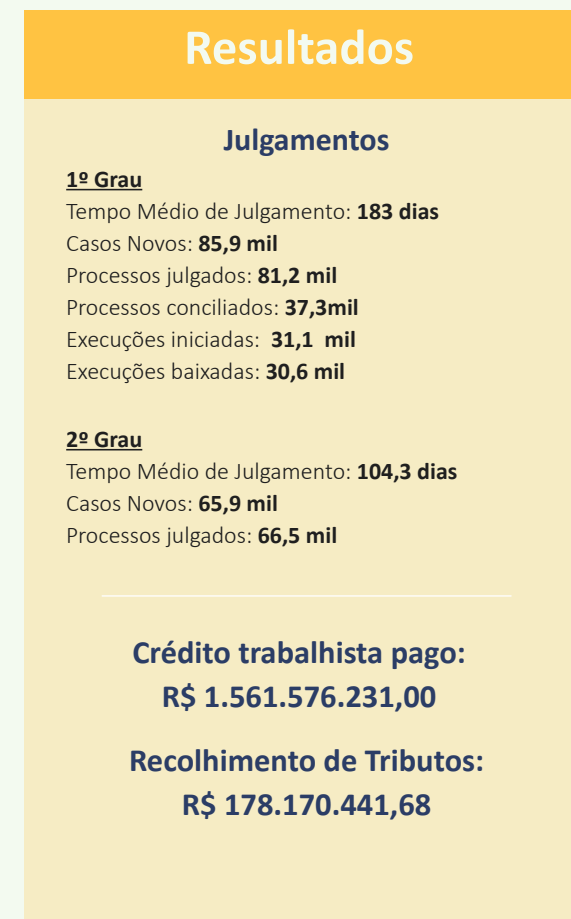 Resultados
Julgamentos
1º Grau
Tempo Médio de Julgamento: 183 dias
Casos Novos: 85,9 mil
Processos julgados: 81,2 mil
Processos conciliados: 37,3mil
Execuções iniciadas:  31,1  mil
Execuções baixadas: 30,6 mil
2º Grau
Tempo Médio de Julgamento: 104,3 dias
Casos Novos: 65,9 mil
Processos julgados: 66,5 mil
Crédito trabalhista pago:
R$ 1.561.576.231,00
Recolhimento de Tributos:
R$ 178.170.441,68